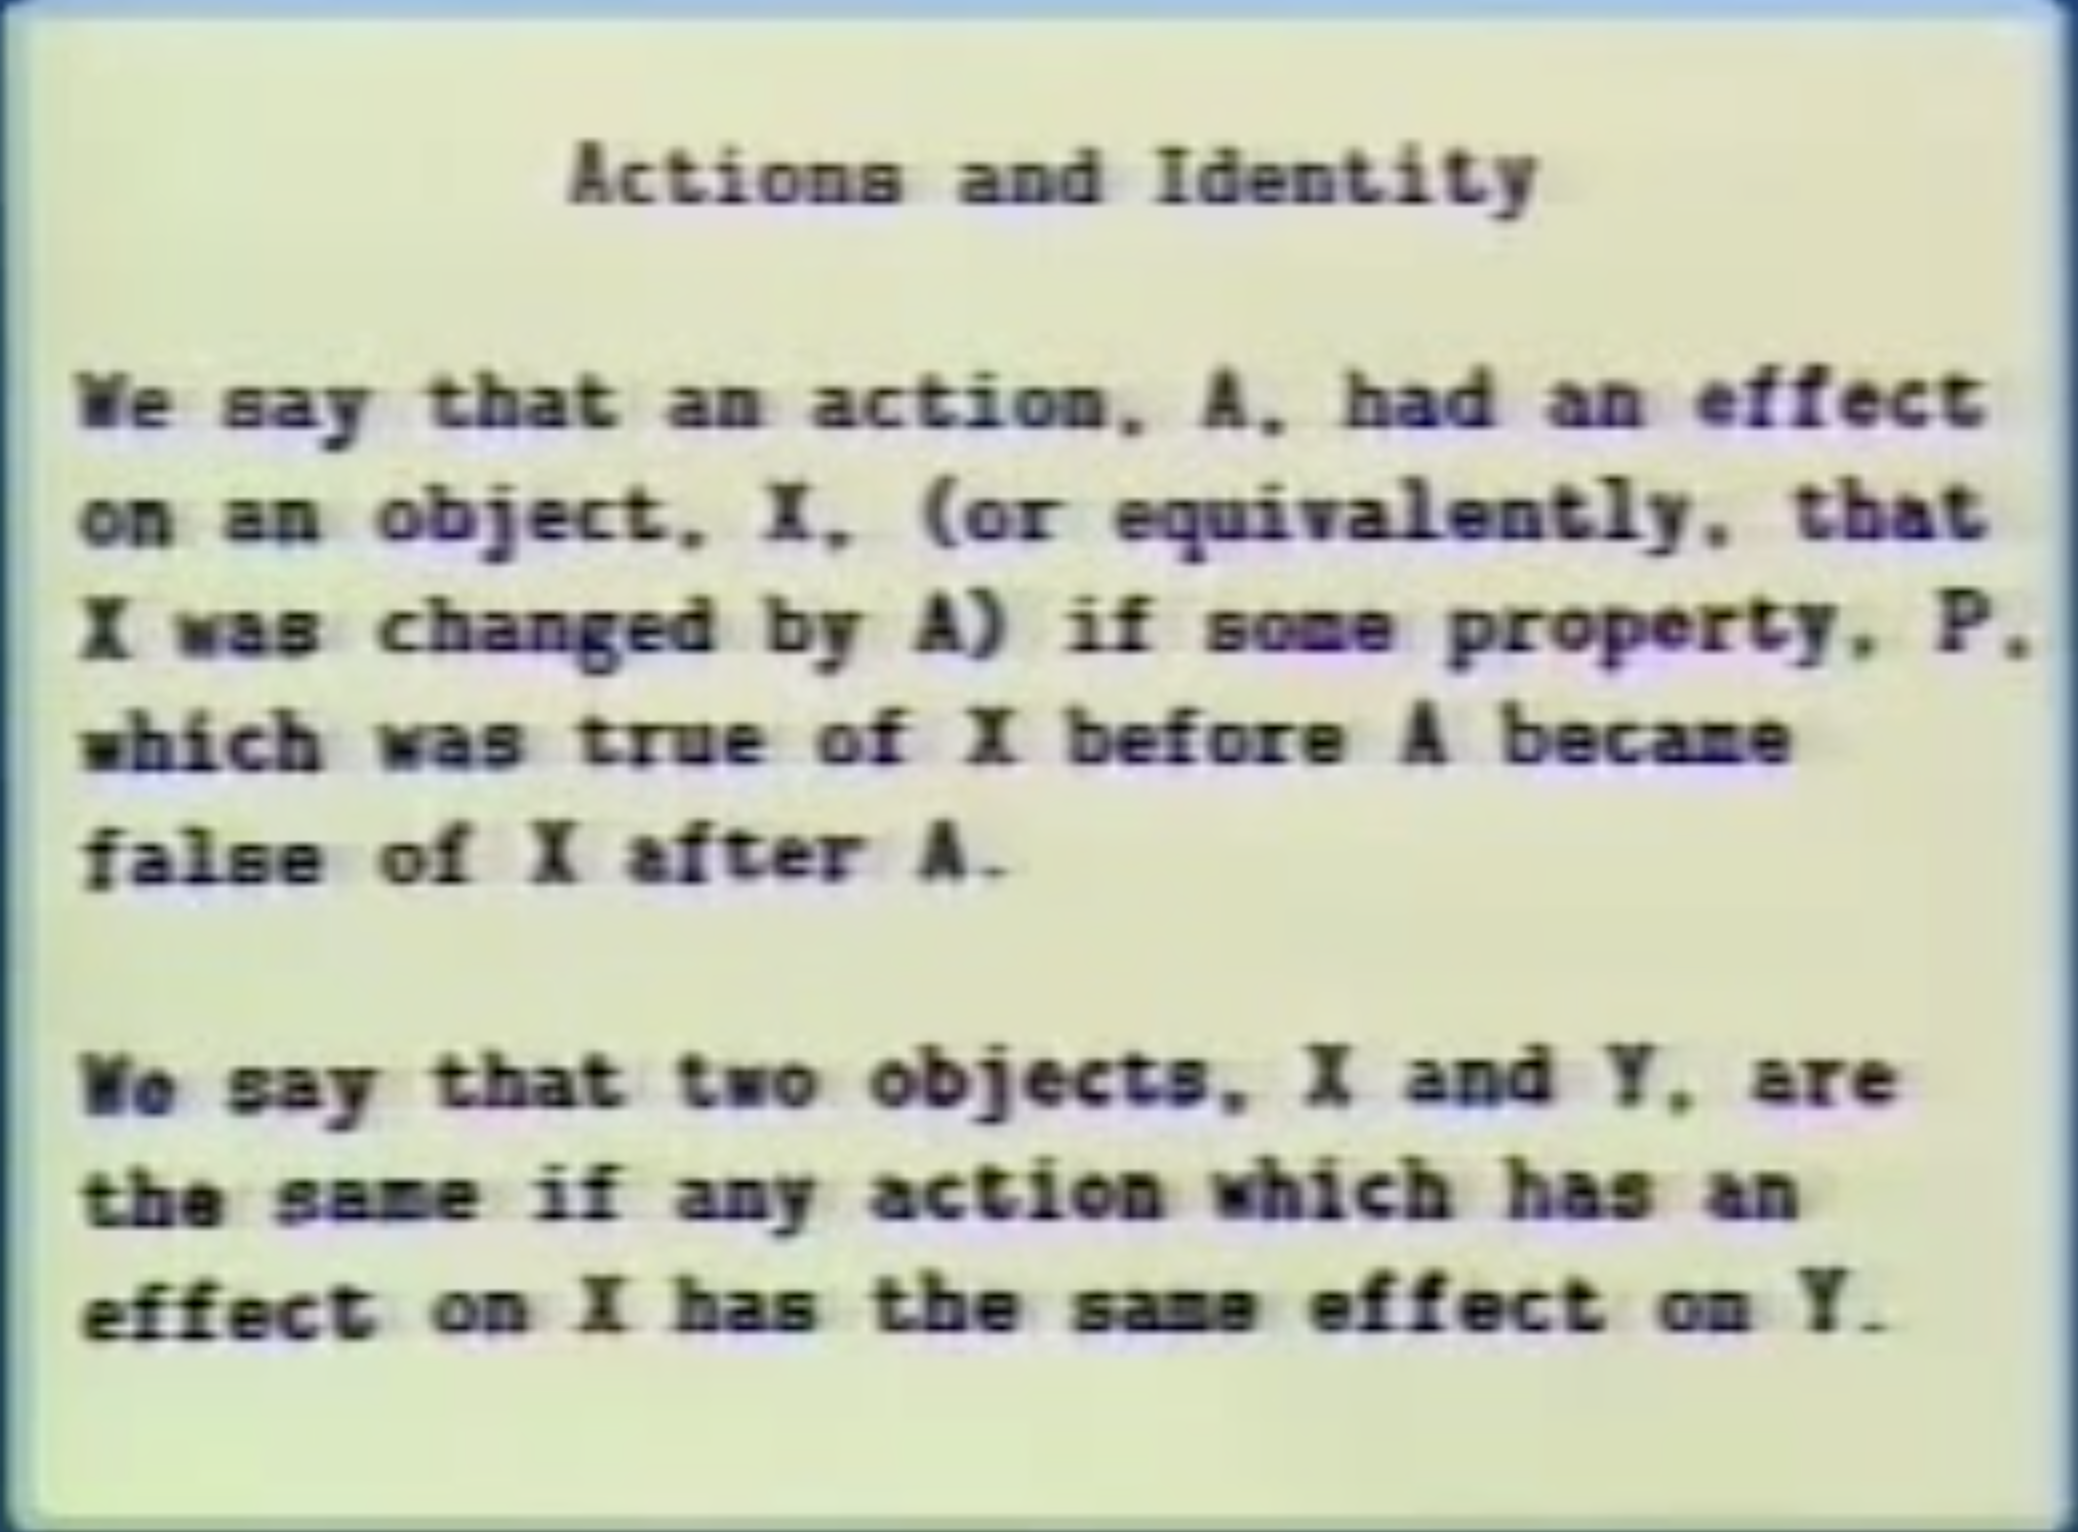 Actions and Identity
We say that an action, A, had an effect
on an object, X, (or equivalently, that
X was changed by A) if some property, P,
which was true of X before A became
false of X after A.
We say that two objects, X and Y, are
the same if any action which has an
effect on X has the same effect on Y.